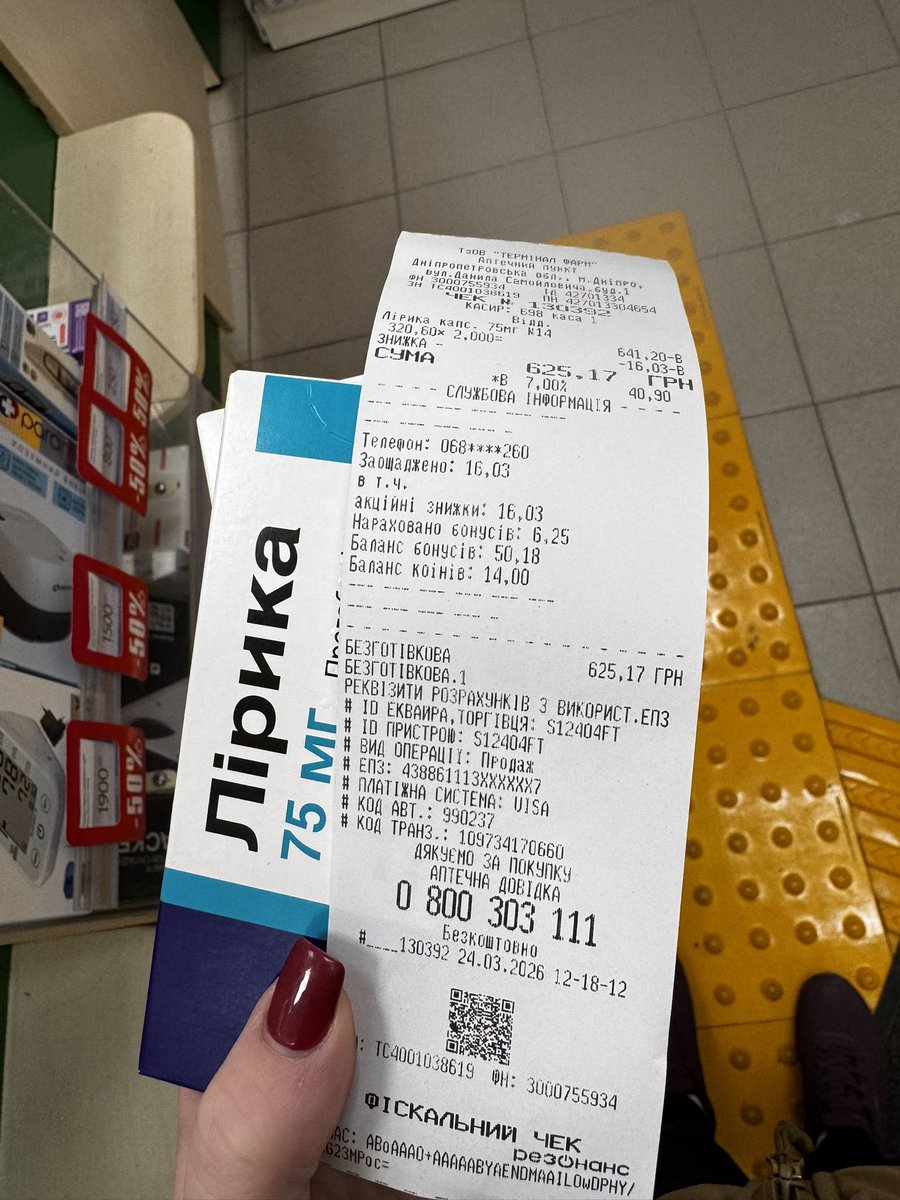 ТзОВ "ТЕРМІНАЛ ФАРМ"
Аптечний пункт
Дніпропетровська обл., м.Дніпро,
вул.Данила Самойловича,буд.1
ФН 3000755934 ІД 42701334
ЗН ТС4001038619 ПН 427013304654
ЧЕК № 130392
КАСИР: 698 каса 1
Відд.
Лірика капс. 75мг N14
320,60× 2,000= 641,20-В
ЗНИЖКА - -16,03-В
СУМА 625,17 ГРН
*В 7,00% 40,90
- - - - СЛУЖБОВА ІНФОРМАЦІЯ - - - -
Телефон: 068****260
Заощаджено: 16,03
в т.ч.
акційні знижки: 16,03
Нараховано бонусів: 6,25
Баланс бонусів: 50,18
Баланс коінів: 14,00
БЕЗГОТІВКОВА 625,17 ГРН
БЕЗГОТІВКОВА.1
РЕКВІЗИТИ РОЗРАХУНКІВ З ВИКОРИСТ.ЕПЗ
# ID ЕКВАЙРА,ТОРГІВЦЯ: S12404FT
# ID ПРИСТРОЮ: S12404FT
# ВИД ОПЕРАЦІЇ: Продаж
# ЕПЗ: 438861113XXXXXX7
# ПЛАТІЖНА СИСТЕМА: VISA
# КОД АВТ.: 990237
# КОД ТРАНЗ.: 109734170660
ДЯКУЄМО ЗА ПОКУПКУ
АПТЕЧНА ДОВІДКА
0 800 303 111
Безкоштовно
#___130392 24.03.2026 12-18-12
ТС4001038619 ФН: 3000755934
ФІСКАЛЬНИЙ ЧЕК
резонанс
Лірика
75 мг
-50%
-50%
1500
-50%
1900
-50%